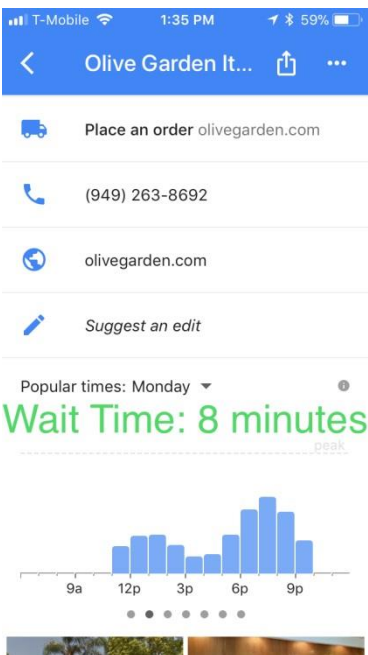 T-Mobile 1:35 PM 59%
Olive Garden It...
Place an order olivegarden.com
(949) 263-8692
olivegarden.com
Suggest an edit
Popular times: Monday
Wait Time: 8 minutes
peak
9a 12p 3p 6p 9p